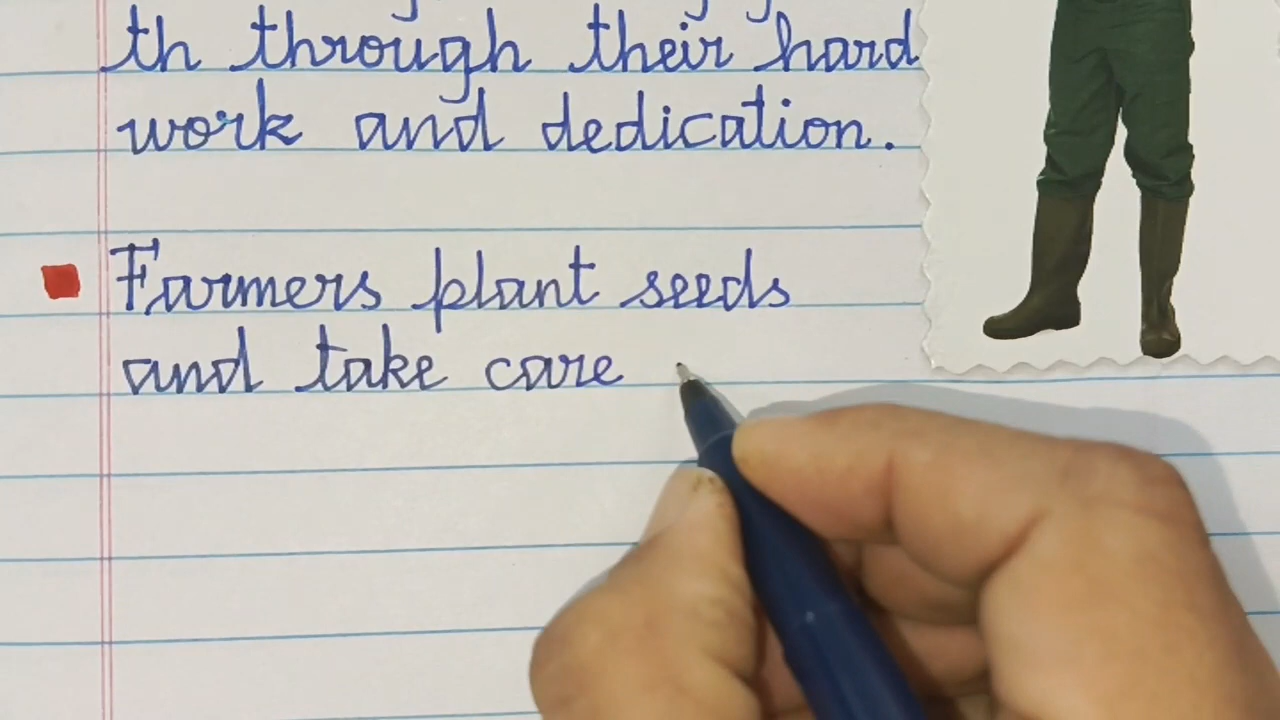 th through their hard
work and dedication.
Farmers plant seeds
and take care